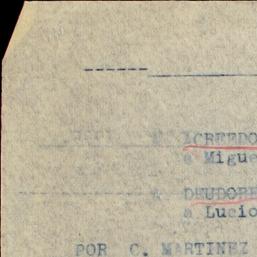 ACREEDO
a Migue
DEUDORE
a Lucio
POR C. MARTINEZ